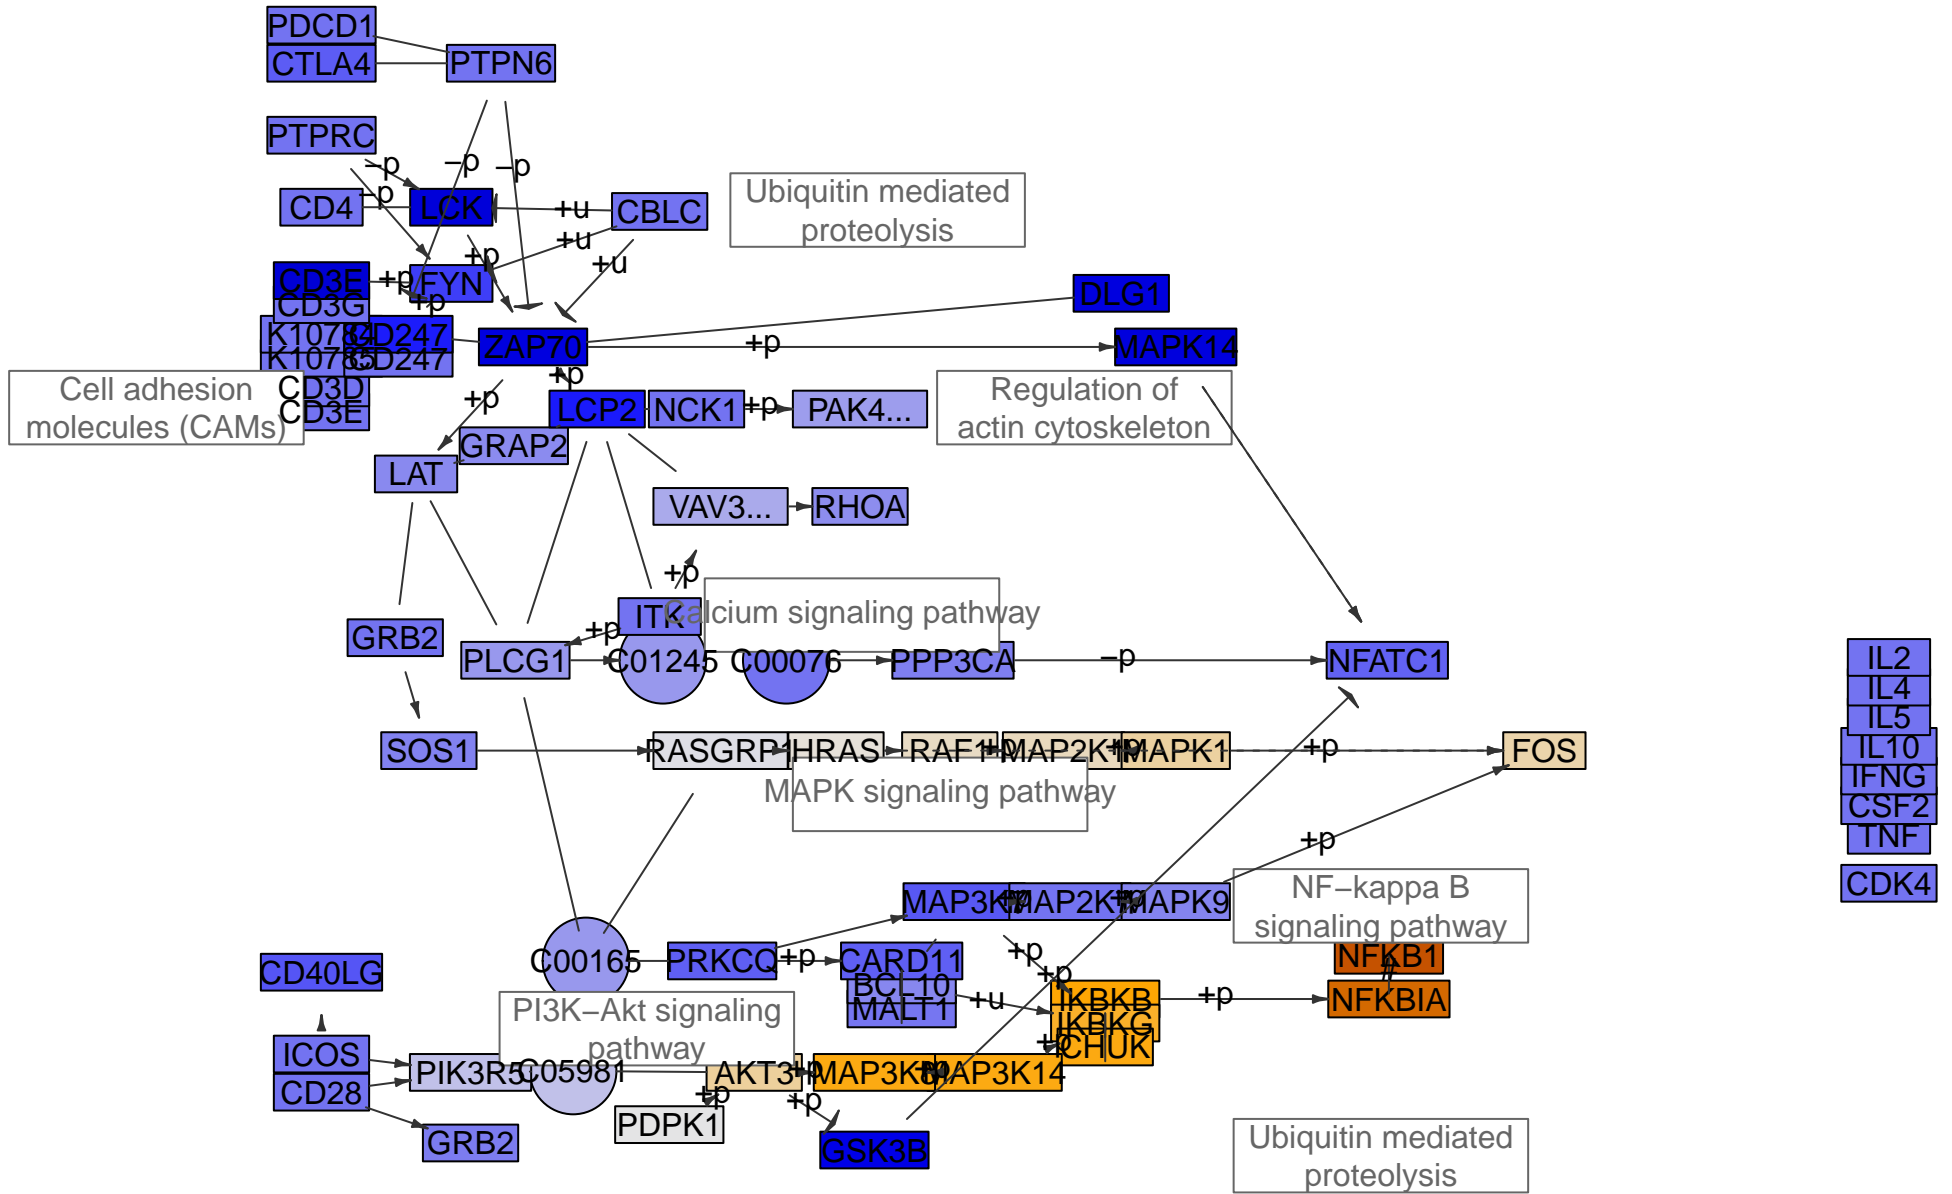 PDCD1
CTLA4
PTPN6
PTPRC
−p
−p
−p
−p
CD4
LCK
+u
CBLC
Ubiquitin mediated
proteolysis
+u
+p
+u
CD3E
+p
FYN
+p
CD3G
DLG1
K10784
CD247
ZAP70
+p
MAPK14
K10785
CD247
+p
CD3D
CD3E
Cell adhesion
molecules (CAMs)
+p
LCP2
NCK1
+p
PAK4...
Regulation of
actin cytoskeleton
GRAP2
LAT
VAV3...
RHOA
+p
ITK
Calcium signaling pathway
GRB2
+p
PLCG1
C01245
C00076
PPP3CA
−p
NFATC1
IL2
IL4
IL5
IL10
IFNG
CSF2
TNF
CDK4
SOS1
RASGRP1
HRAS
RAF1
+p
+p
MAPK1
+p
FOS
MAPK signaling pathway
+p
MAPK9
NF−kappa B
signaling pathway
+p
+p
C00165
PRKCQ
+p
CARD11
NFKB1
CD40LG
BCL10
MALT1
+u
IKBKB
+p
NFKBIA
IKBKG
+p
CHUK
PI3K−Akt signaling
pathway
ICOS
CD28
PIK3R5
C05981
AKT3
+p
+p
MAP3K14
+p
+p
PDPK1
GRB2
GSK3B
Ubiquitin mediated
proteolysis